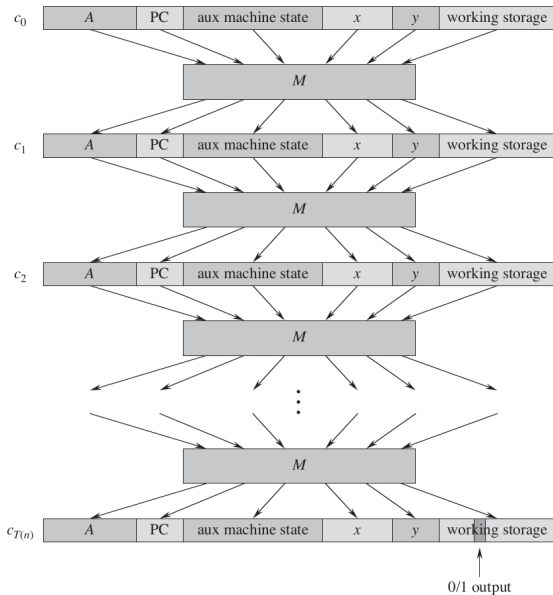 c0 A PC aux machine state x y working storage
M
c1 A PC aux machine state x y working storage
M
c2 A PC aux machine state x y working storage
M
M
cT(n) A PC aux machine state x y working storage
0/1 output